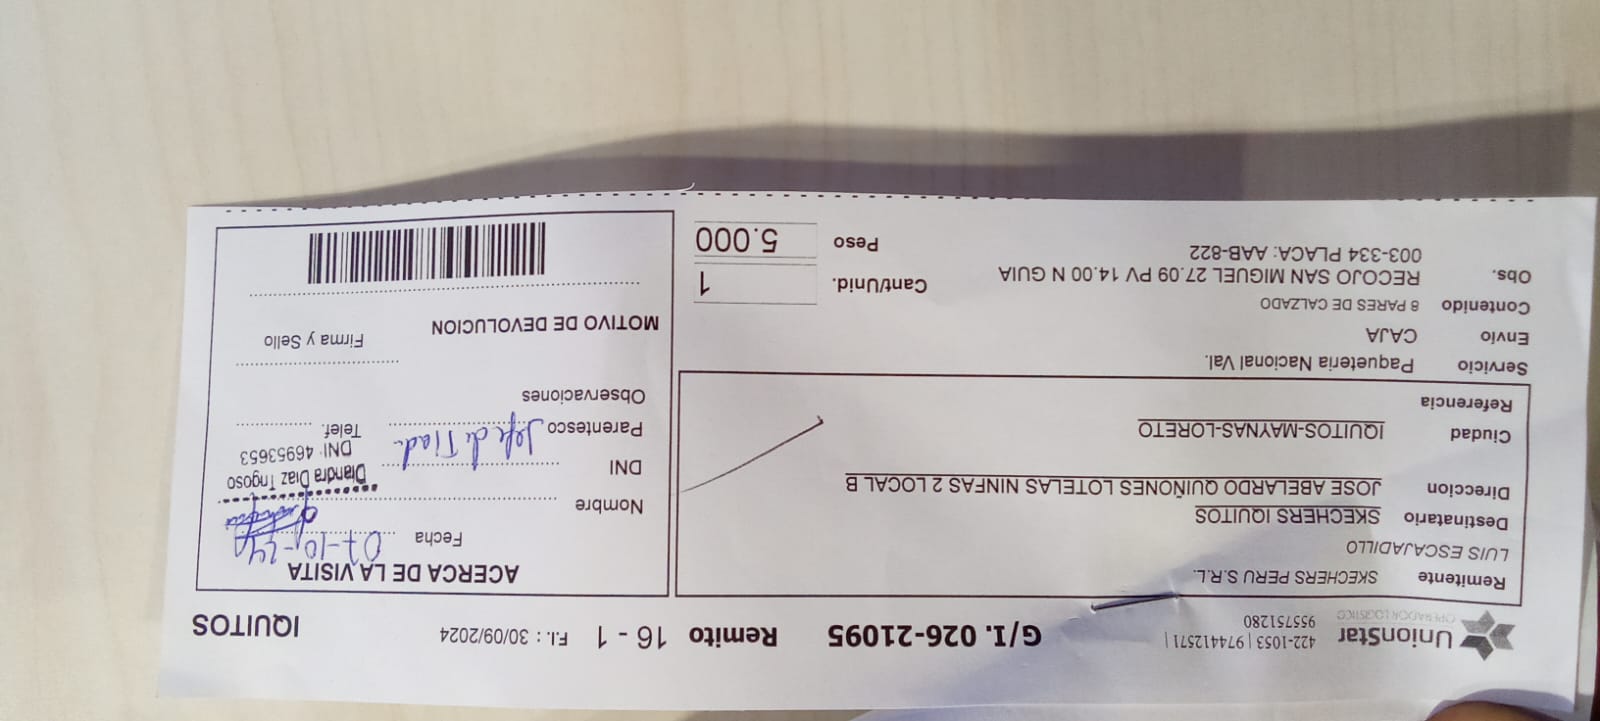 UnionStar
OPERADOR LOGISTICO
422-1053 | 974412571 |
955751280
G/I. 026-21095
Remito 16 - 1
F.I. : 30/09/2024
IQUITOS
Remitente SKECHERS PERU S.R.L.
LUIS ESCAJADILLO
Destinatario SKECHERS IQUITOS
Direccion JOSE ABELARDO QUIÑONES LOTELAS NINFAS 2 LOCAL B
Ciudad IQUITOS-MAYNAS-LORETO
Referencia
Servicio Paqueteria Nacional Val.
Envio CAJA
Contenido 8 PARES DE CALZADO
Obs. RECOJO SAN MIGUEL 27.09 PV 14.00 N GUIA
003-334 PLACA: AAB-822
Cant/Unid. 1
Peso 5.000
ACERCA DE LA VISITA
Fecha 07-10-24
Nombre
Diandra Diaz Trigoso
DNI: 46953653
DNI
Telef.
Parentesco Jefe de Tiad.
Observaciones
MOTIVO DE DEVOLUCION
Firma y Sello